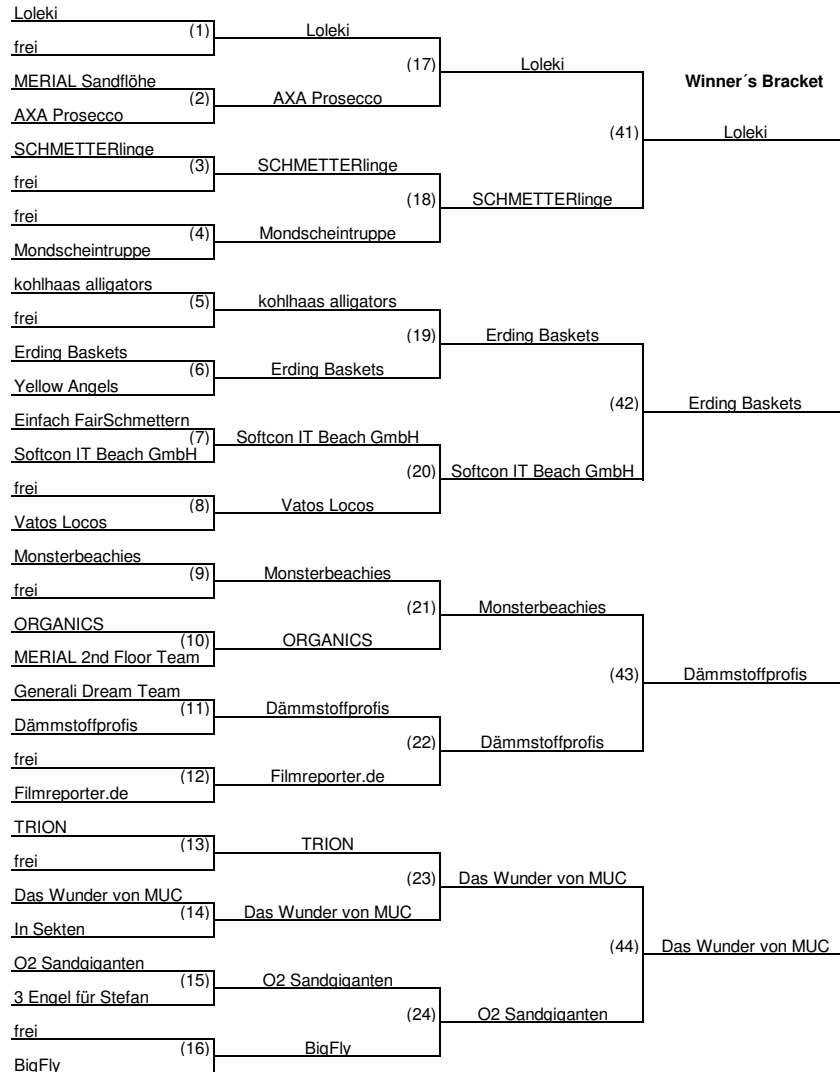 Loleki
(1)
Loleki
frei
(17)
Loleki
MERIAL Sandflöhe
Winner´s Bracket
(2)
AXA Prosecco
AXA Prosecco
(41)
Loleki
SCHMETTERlinge
(3)
SCHMETTERlinge
frei
(18)
SCHMETTERlinge
frei
(4)
Mondscheintruppe
Mondscheintruppe
kohlhaas alligators
(5)
kohlhaas alligators
frei
(19)
Erding Baskets
Erding Baskets
(6)
Erding Baskets
Yellow Angels
(42)
Erding Baskets
Einfach FairSchmettern
(7)
Softcon IT Beach GmbH
Softcon IT Beach GmbH
(20)
Softcon IT Beach GmbH
frei
(8)
Vatos Locos
Vatos Locos
Monsterbeachies
(9)
Monsterbeachies
frei
(21)
Monsterbeachies
ORGANICS
(10)
ORGANICS
MERIAL 2nd Floor Team
(43)
Dämmstoffprofis
Generali Dream Team
(11)
Dämmstoffprofis
Dämmstoffprofis
(22)
Dämmstoffprofis
frei
(12)
Filmreporter.de
Filmreporter.de
TRION
(13)
TRION
frei
(23)
Das Wunder von MUC
Das Wunder von MUC
(14)
Das Wunder von MUC
In Sekten
(44)
Das Wunder von MUC
O2 Sandgiganten
(15)
O2 Sandgiganten
3 Engel für Stefan
(24)
O2 Sandgiganten
frei
(16)
BigFly
BigFly